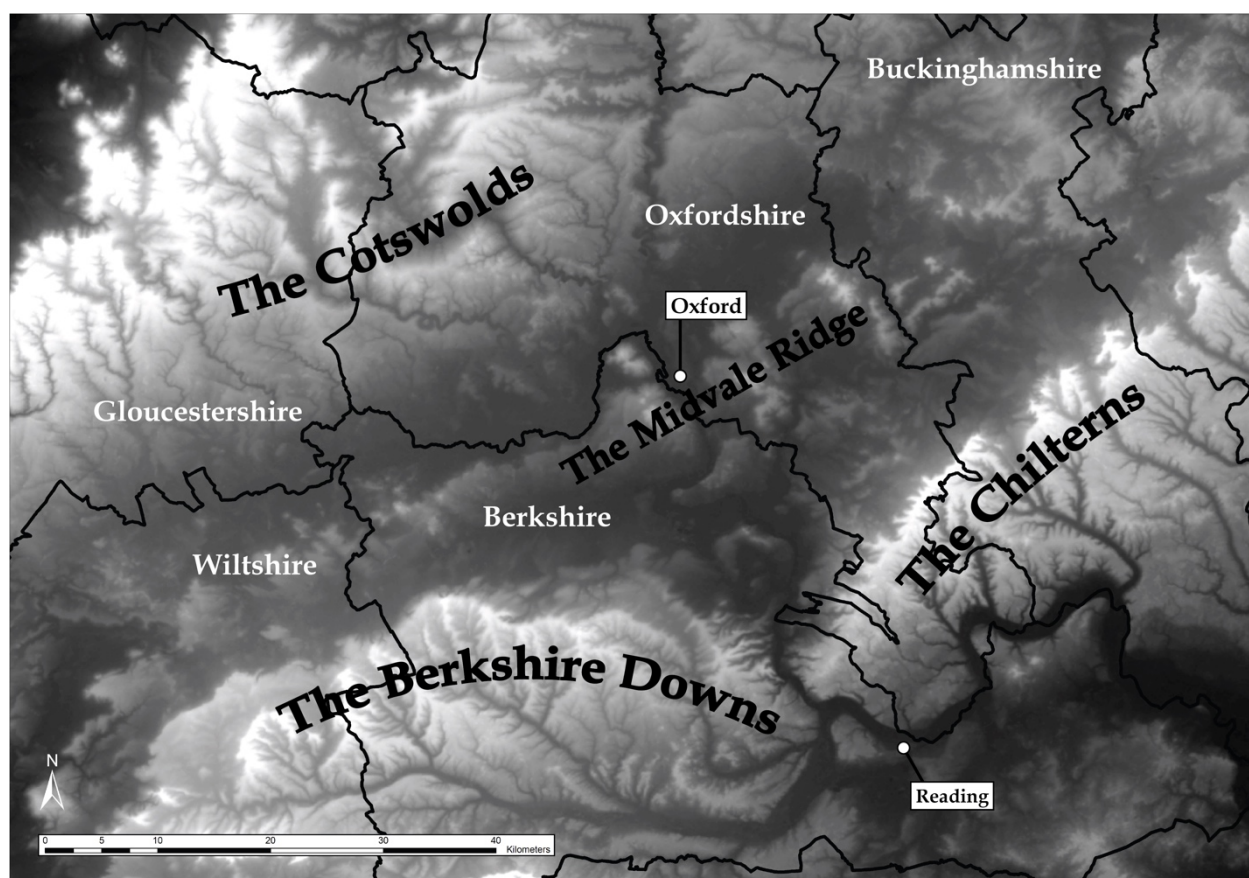 Buckinghamshire
The Cotswolds
Oxfordshire
Oxford
The Midvale Ridge
Gloucestershire
The Chilterns
Berkshire
Wiltshire
The Berkshire Downs
N
Reading
0 5 10 20 30 40
Kilometers